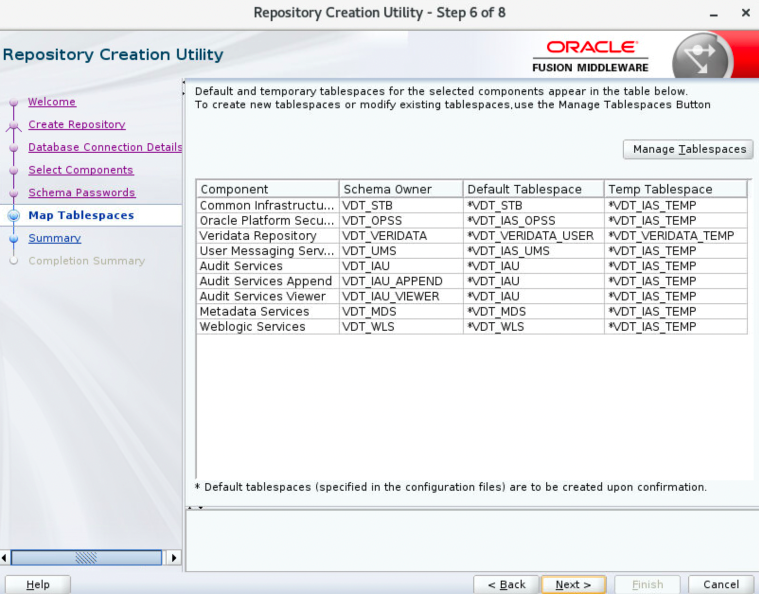 Repository Creation Utility - Step 6 of 8
Repository Creation Utility
ORACLE
FUSION MIDDLEWARE
Welcome
Create Repository
Database Connection Details
Select Components
Schema Passwords
Map Tablespaces
Summary
Completion Summary
Default and temporary tablespaces for the selected components appear in the table below.
To create new tablespaces or modify existing tablespaces,use the Manage Tablespaces Button
Manage Tablespaces
Component Schema Owner Default Tablespace Temp Tablespace
Common Infrastructu... VDT_STB *VDT_STB *VDT_IAS_TEMP
Oracle Platform Secu... VDT_OPSS *VDT_IAS_OPSS *VDT_IAS_TEMP
Veridata Repository VDT_VERIDATA *VDT_VERIDATA_USER *VDT_VERIDATA_TEMP
User Messaging Serv... VDT_UMS *VDT_IAS_UMS *VDT_IAS_TEMP
Audit Services VDT_IAU *VDT_IAU *VDT_IAS_TEMP
Audit Services Append VDT_IAU_APPEND *VDT_IAU *VDT_IAS_TEMP
Audit Services Viewer VDT_IAU_VIEWER *VDT_IAU *VDT_IAS_TEMP
Metadata Services VDT_MDS *VDT_MDS *VDT_IAS_TEMP
Weblogic Services VDT_WLS *VDT_WLS *VDT_IAS_TEMP
* Default tablespaces (specified in the configuration files) are to be created upon confirmation.
Help < Back Next > Finish Cancel